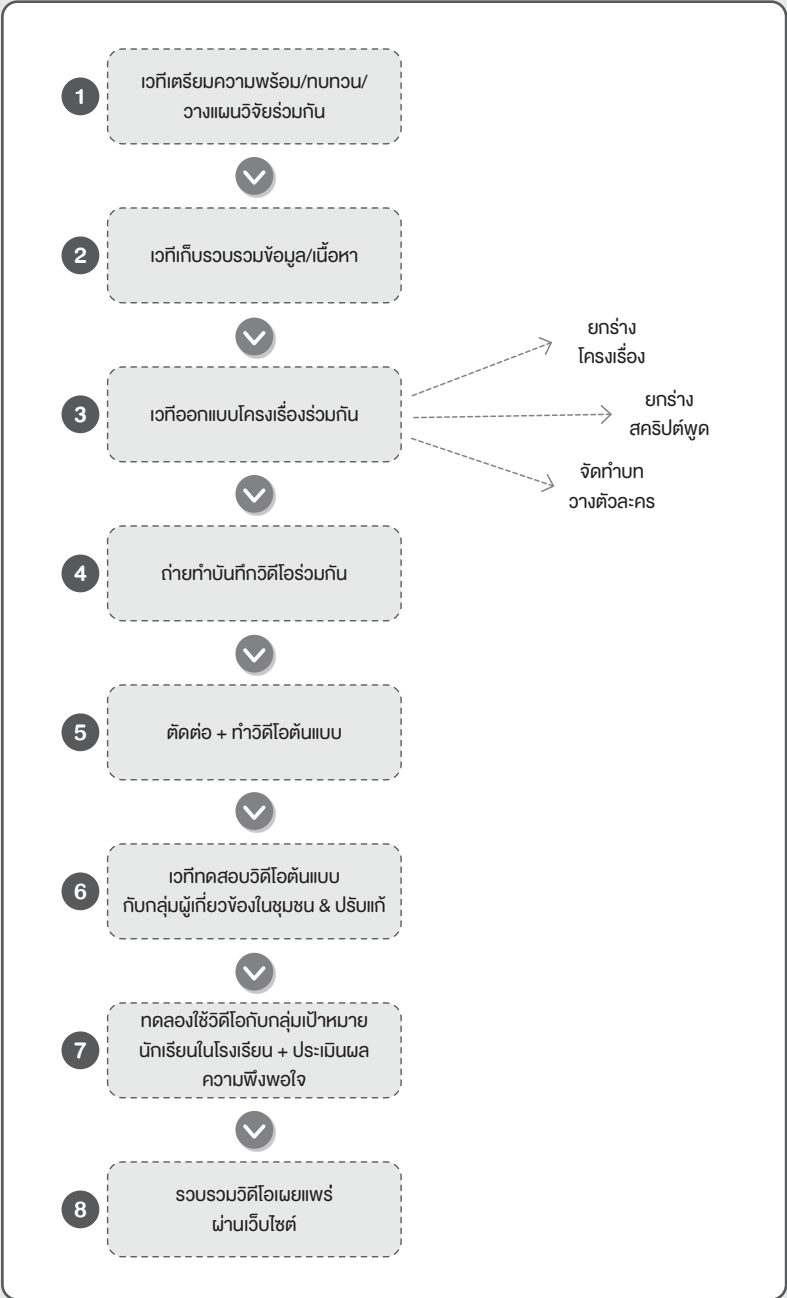 1
เวทีเตรียมความพร้อม/ทบทวน/
วางแผนวิจัยร่วมกัน
2
เวทีเก็บรวบรวมข้อมูล/เนื้อหา
3
เวทีออกแบบโครงเรื่องร่วมกัน
ยกร่าง
โครงเรื่อง
ยกร่าง
สคริปต์พูด
จัดทำบท
วางตัวละคร
4
ถ่ายทำบันทึกวิดีโอร่วมกัน
5
ตัดต่อ + ทำวิดีโอต้นแบบ
6
เวทีทดสอบวิดีโอต้นแบบ
กับกลุ่มผู้เกี่ยวข้องในชุมชน & ปรับแก้
7
ทดลองใช้วิดีโอกับกลุ่มเป้าหมาย
นักเรียนในโรงเรียน + ประเมินผล
ความพึงพอใจ
8
รวบรวมวิดีโอเผยแพร่
ผ่านเว็บไซต์